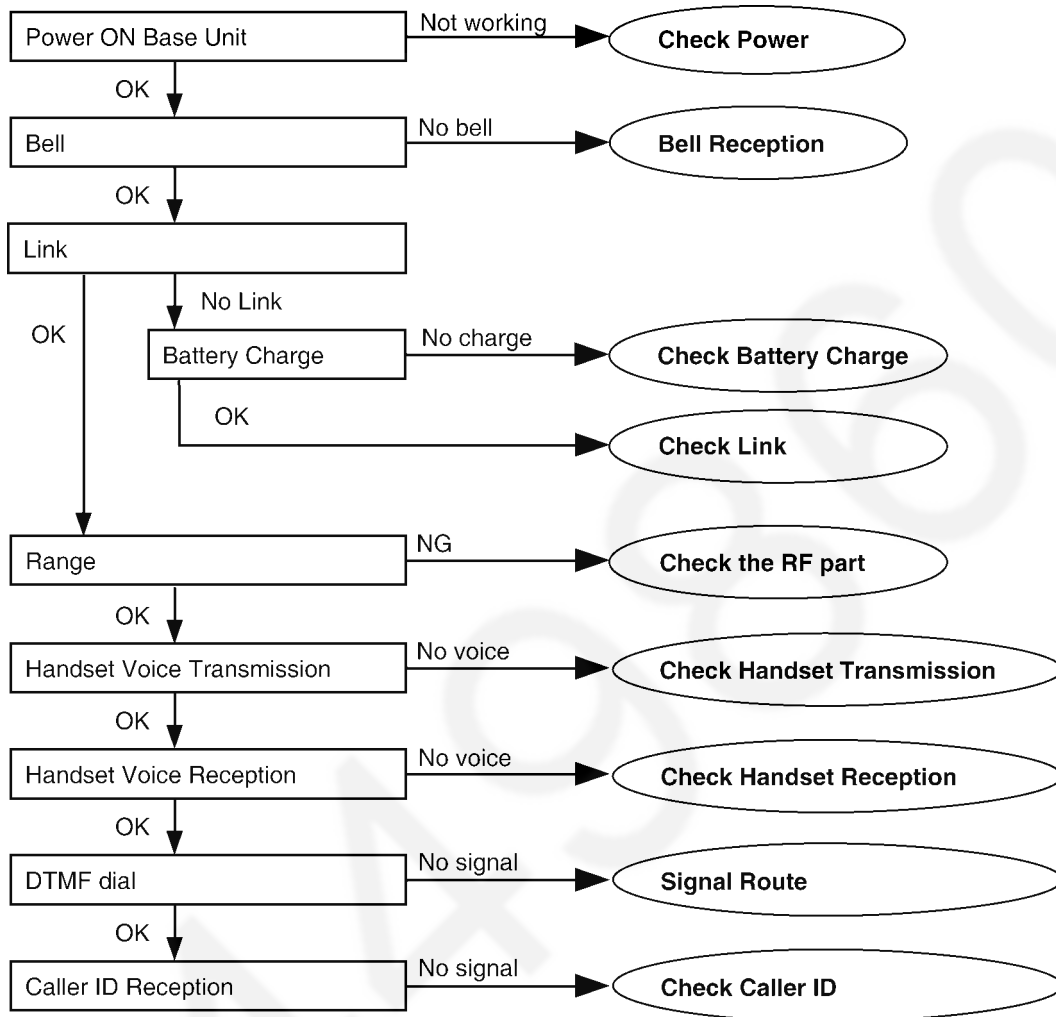 Power ON Base Unit
Not working
Check Power
OK
Bell
No bell
Bell Reception
OK
Link
OK
No Link
Battery Charge
No charge
Check Battery Charge
OK
Check Link
Range
NG
Check the RF part
OK
Handset Voice Transmission
No voice
Check Handset Transmission
OK
Handset Voice Reception
No voice
Check Handset Reception
OK
DTMF dial
No signal
Signal Route
OK
Caller ID Reception
No signal
Check Caller ID